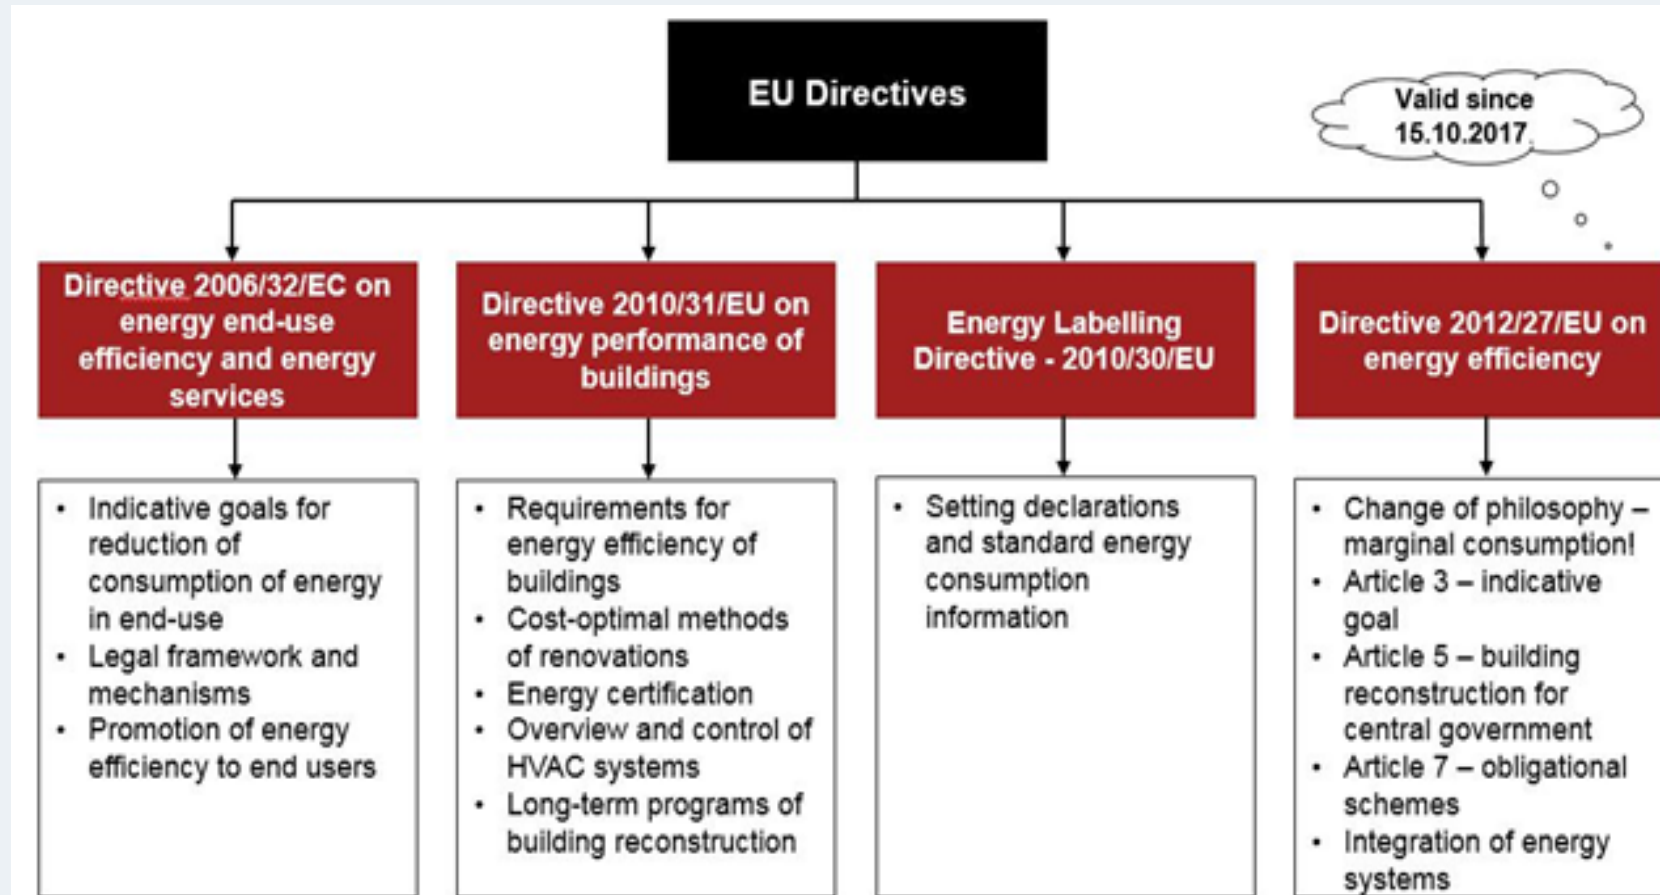 EU Directives
Valid since
15.10.2017.
Directive 2006/32/EC on
energy end-use
efficiency and energy
services
Directive 2010/31/EU on
energy performance of
buildings
Energy Labelling
Directive - 2010/30/EU
Directive 2012/27/EU on
energy efficiency
• Indicative goals for
reduction of
consumption of energy
in end-use
• Legal framework and
mechanisms
• Promotion of energy
efficiency to end users
• Requirements for
energy efficiency of
buildings
• Cost-optimal methods
of renovations
• Energy certification
• Overview and control of
HVAC systems
• Long-term programs of
building reconstruction
• Setting declarations
and standard energy
consumption
information
• Change of philosophy –
marginal consumption!
• Article 3 – indicative
goal
• Article 5 – building
reconstruction for
central government
• Article 7 – obligational
schemes
• Integration of energy
systems